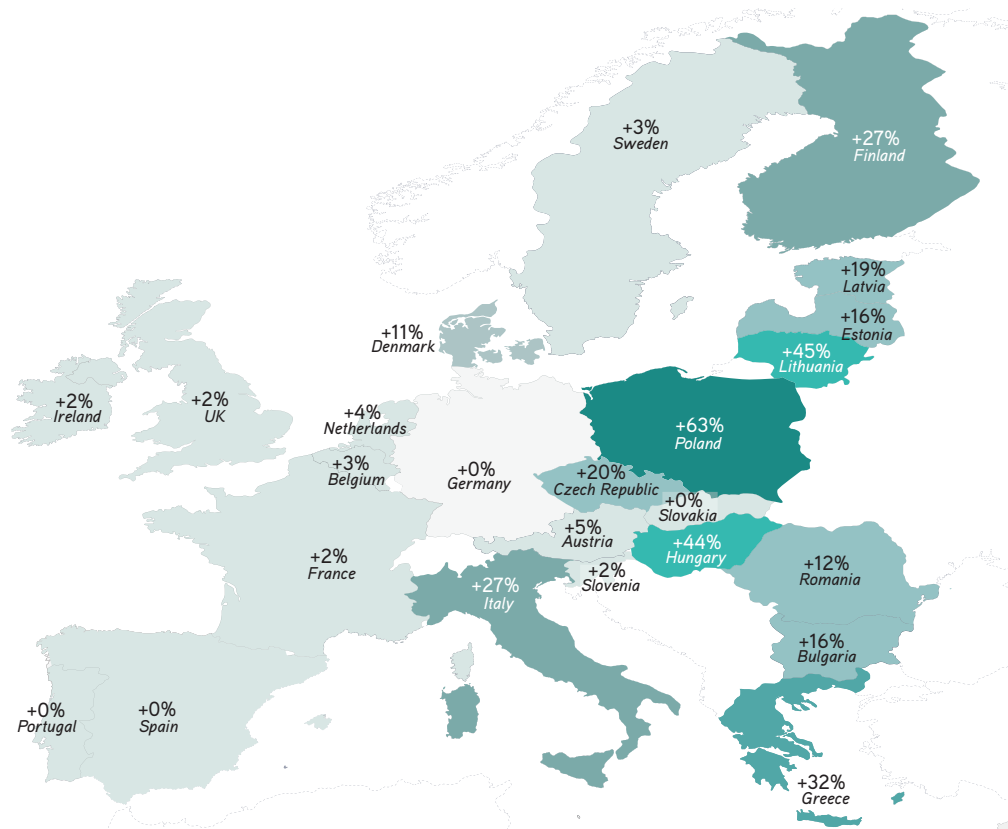 +3%
Sweden
+27%
Finland
+19%
Latvia
+16%
Estonia
+11%
Denmark
+45%
Lithuania
+2%
Ireland
+2%
UK
+4%
Netherlands
+63%
Poland
+3%
Belgium
+0%
Germany
+20%
Czech Republic
+0%
Slovakia
+5%
Austria
+44%
Hungary
+2%
France
+2%
Slovenia
+12%
Romania
+27%
Italy
+16%
Bulgaria
+0%
Portugal
+0%
Spain
+32%
Greece